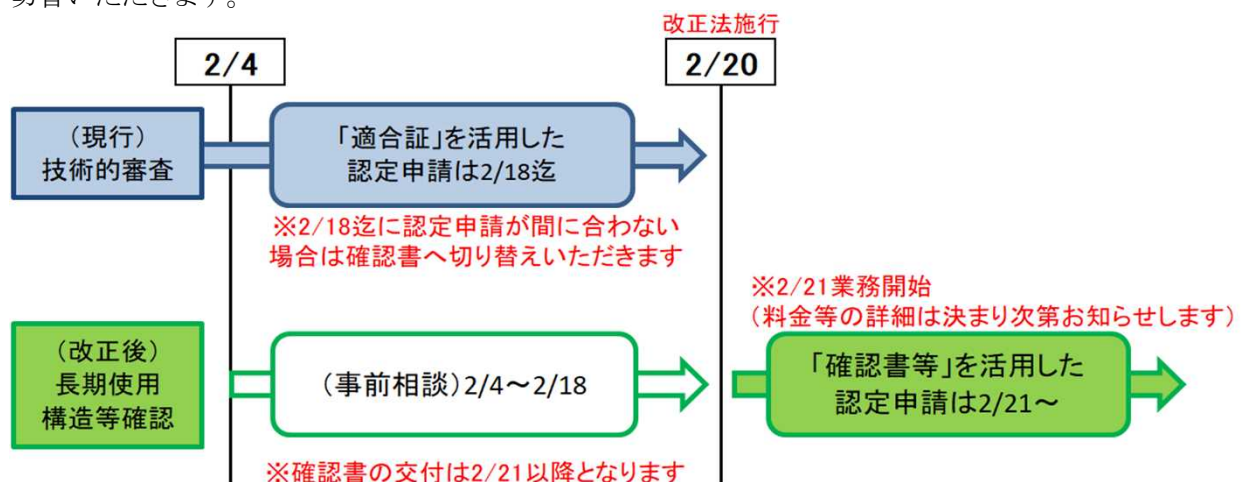 改正法施行
2/4
2/20
(現行)
技術的審査
「適合証」を活用した
認定申請は2/18迄
※2/18迄に認定申請が間に合わない
場合は確認書へ切り替えいただきます
※2/21業務開始
(料金等の詳細は決まり次第お知らせします)
(改正後)
長期使用
構造等確認
(事前相談)2/4～2/18
「確認書等」を活用した
認定申請は2/21～
※確認書の交付は2/21以降となります